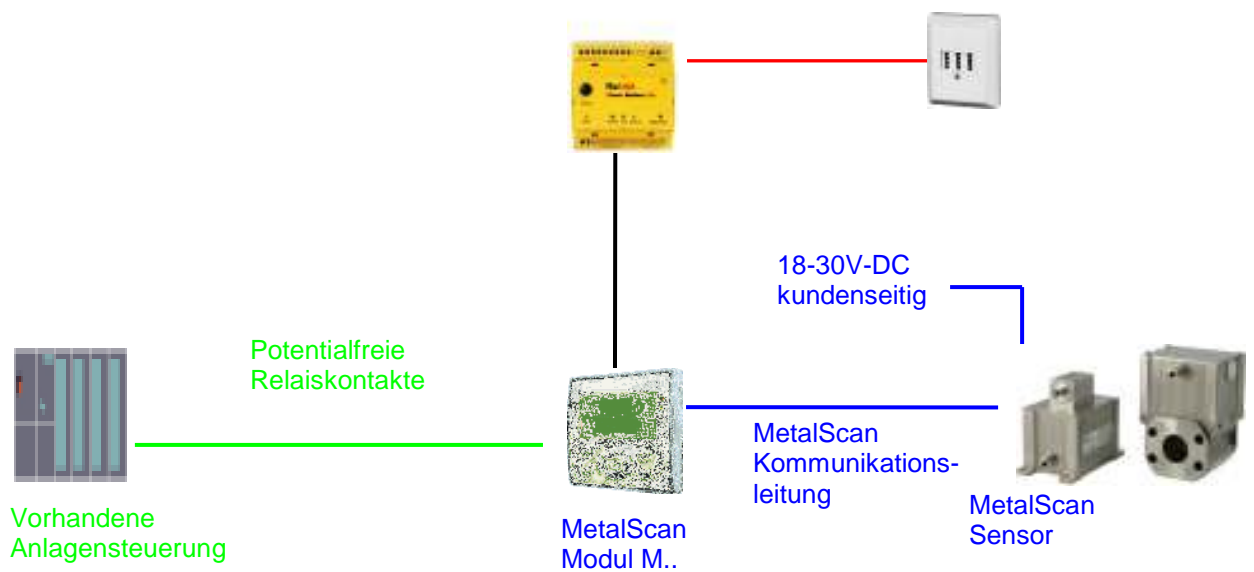 18-30V-DC
kundenseitig
Potentialfreie
Relaiskontakte
MetalScan
Kommunikations-
leitung
Vorhandene
Anlagensteuerung
MetalScan
Modul M..
MetalScan
Sensor